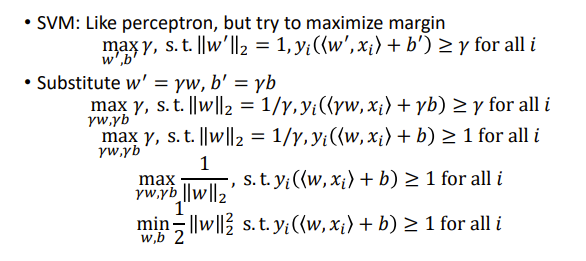 • SVM: Like perceptron, but try to maximize margin
max γ, s. t. ‖w′‖₂ = 1, yᵢ(⟨w′, xᵢ⟩ + b′) ≥ γ for all i
w′,b′
• Substitute w′ = γw, b′ = γb
max γ, s. t. ‖w‖₂ = 1/γ, yᵢ(⟨γw, xᵢ⟩ + γb) ≥ γ for all i
γw,γb
max γ, s. t. ‖w‖₂ = 1/γ, yᵢ(⟨w, xᵢ⟩ + b) ≥ 1 for all i
γw,γb
max 1/‖w‖₂, s. t. yᵢ(⟨w, xᵢ⟩ + b) ≥ 1 for all i
γw,γb
min 1/2 ‖w‖₂² s. t. yᵢ(⟨w, xᵢ⟩ + b) ≥ 1 for all i
w,b